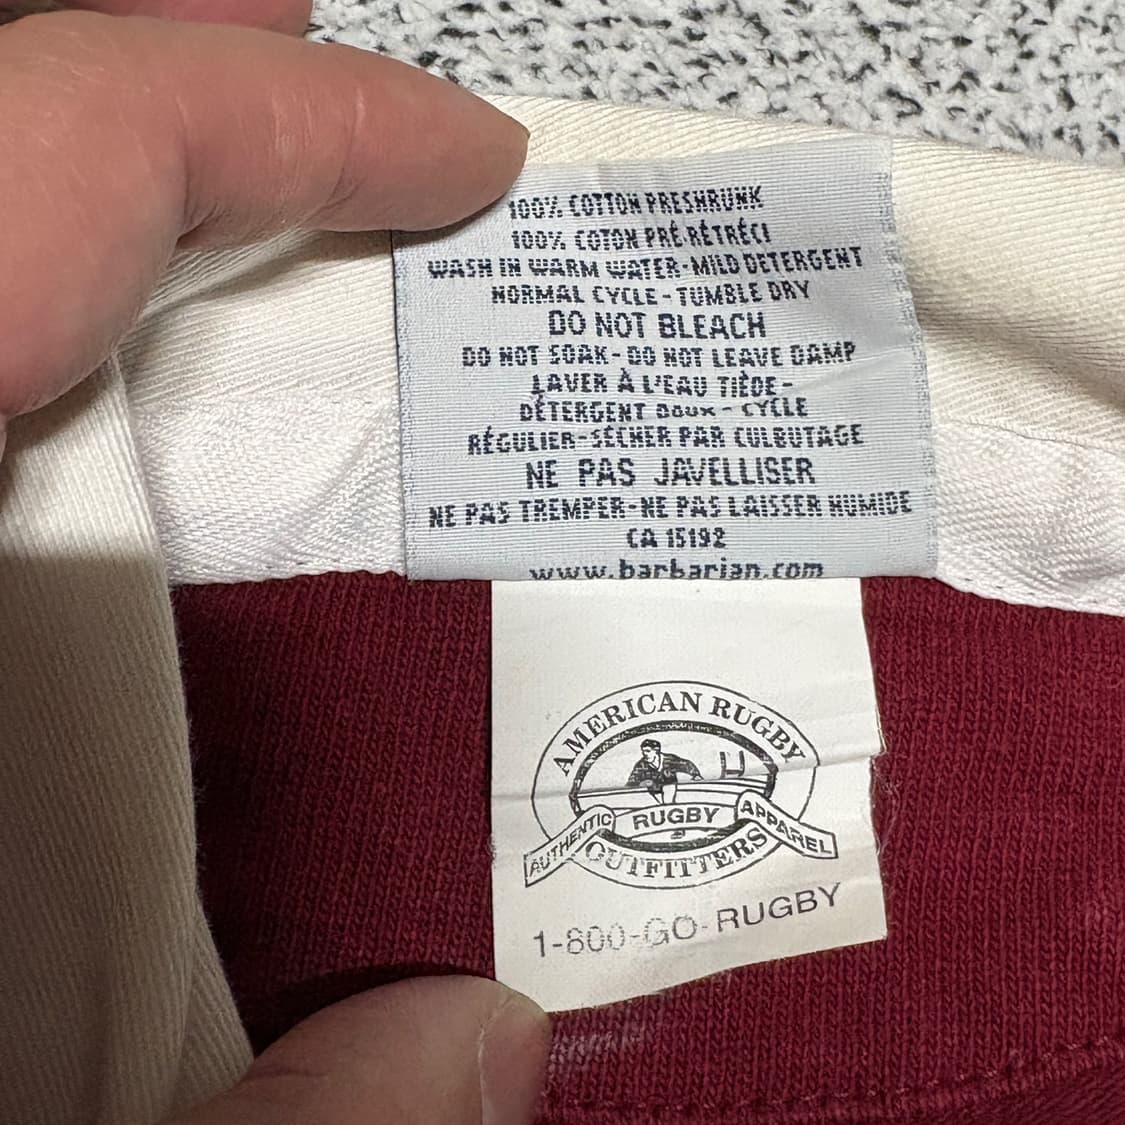 100% COTTON PRESHRUNK
100% COTON PRÉ-RÉTRÉCI
WASH IN WARM WATER-MILD DETERGENT
NORMAL CYCLE-TUMBLE DRY
DO NOT BLEACH
DO NOT SOAK-DO NOT LEAVE DAMP
LAVER À L'EAU TIÈDE-
DÉTERGENT DOUX-CYCLE
RÉGULIER-SÉCHER PAR CULBUTAGE
NE PAS JAVELLISER
NE PAS TREMPER-NE PAS LAISSER HUMIDE
CA 15192
www.barbarian.com
AMERICAN RUGBY
AUTHENTIC RUGBY APPAREL
OUTFITTERS
1-800-GO-RUGBY